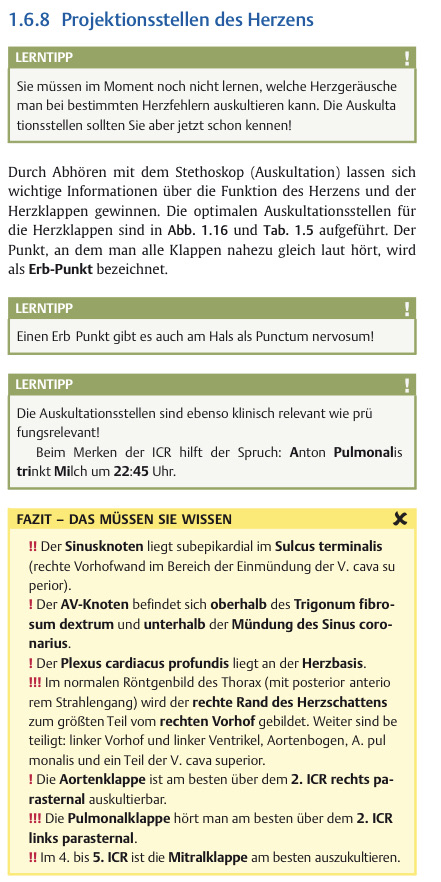 1.6.8 Projektionsstellen des Herzens
LERNTIPP !
Sie müssen im Moment noch nicht lernen, welche Herzgeräusche
man bei bestimmten Herzfehlern auskultieren kann. Die Auskulta
tionsstellen sollten Sie aber jetzt schon kennen!
Durch Abhören mit dem Stethoskop (Auskultation) lassen sich
wichtige Informationen über die Funktion des Herzens und der
Herzklappen gewinnen. Die optimalen Auskultationsstellen für
die Herzklappen sind in Abb. 1.16 und Tab. 1.5 aufgeführt. Der
Punkt, an dem man alle Klappen nahezu gleich laut hört, wird
als Erb-Punkt bezeichnet.
LERNTIPP !
Einen Erb Punkt gibt es auch am Hals als Punctum nervosum!
LERNTIPP !
Die Auskultationsstellen sind ebenso klinisch relevant wie prü
fungsrelevant!
Beim Merken der ICR hilft der Spruch: Anton Pulmonalis
trinkt Milch um 22:45 Uhr.
FAZIT – DAS MÜSSEN SIE WISSEN ✘
!! Der Sinusknoten liegt subepikardial im Sulcus terminalis
(rechte Vorhofwand im Bereich der Einmündung der V. cava su
perior).
! Der AV-Knoten befindet sich oberhalb des Trigonum fibro-
sum dextrum und unterhalb der Mündung des Sinus coro-
narius.
! Der Plexus cardiacus profundis liegt an der Herzbasis.
!!! Im normalen Röntgenbild des Thorax (mit posterior anterio
rem Strahlengang) wird der rechte Rand des Herzschattens
zum größten Teil vom rechten Vorhof gebildet. Weiter sind be
teiligt: linker Vorhof und linker Ventrikel, Aortenbogen, A. pul
monalis und ein Teil der V. cava superior.
! Die Aortenklappe ist am besten über dem 2. ICR rechts pa-
rasternal auskultierbar.
!!! Die Pulmonalklappe hört man am besten über dem 2. ICR
links parasternal.
!! Im 4. bis 5. ICR ist die Mitralklappe am besten auszukultieren.